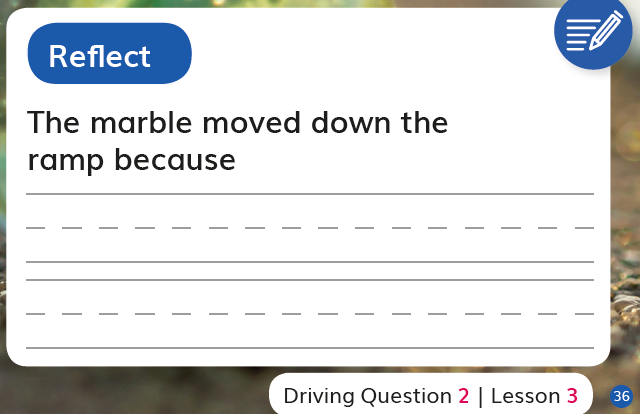 Reflect
The marble moved down the
ramp because
Driving Question 2 | Lesson 3
36